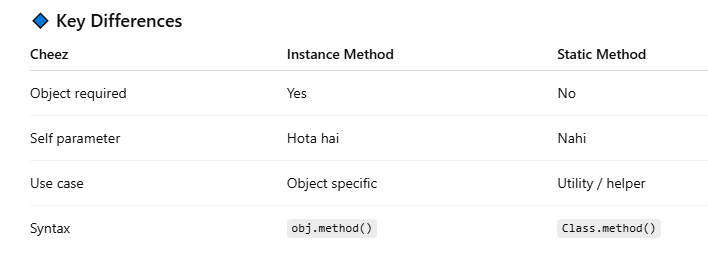 Key Differences
Cheez Instance Method Static Method
Object required Yes No
Self parameter Hota hai Nahi
Use case Object specific Utility / helper
Syntax obj.method() Class.method()